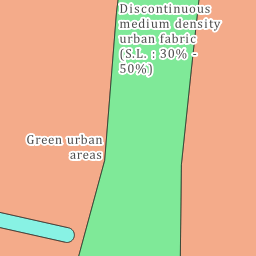 Discontinuous
medium density
urban fabric
(S.L. : 30% -
50%)
Green urban
areas